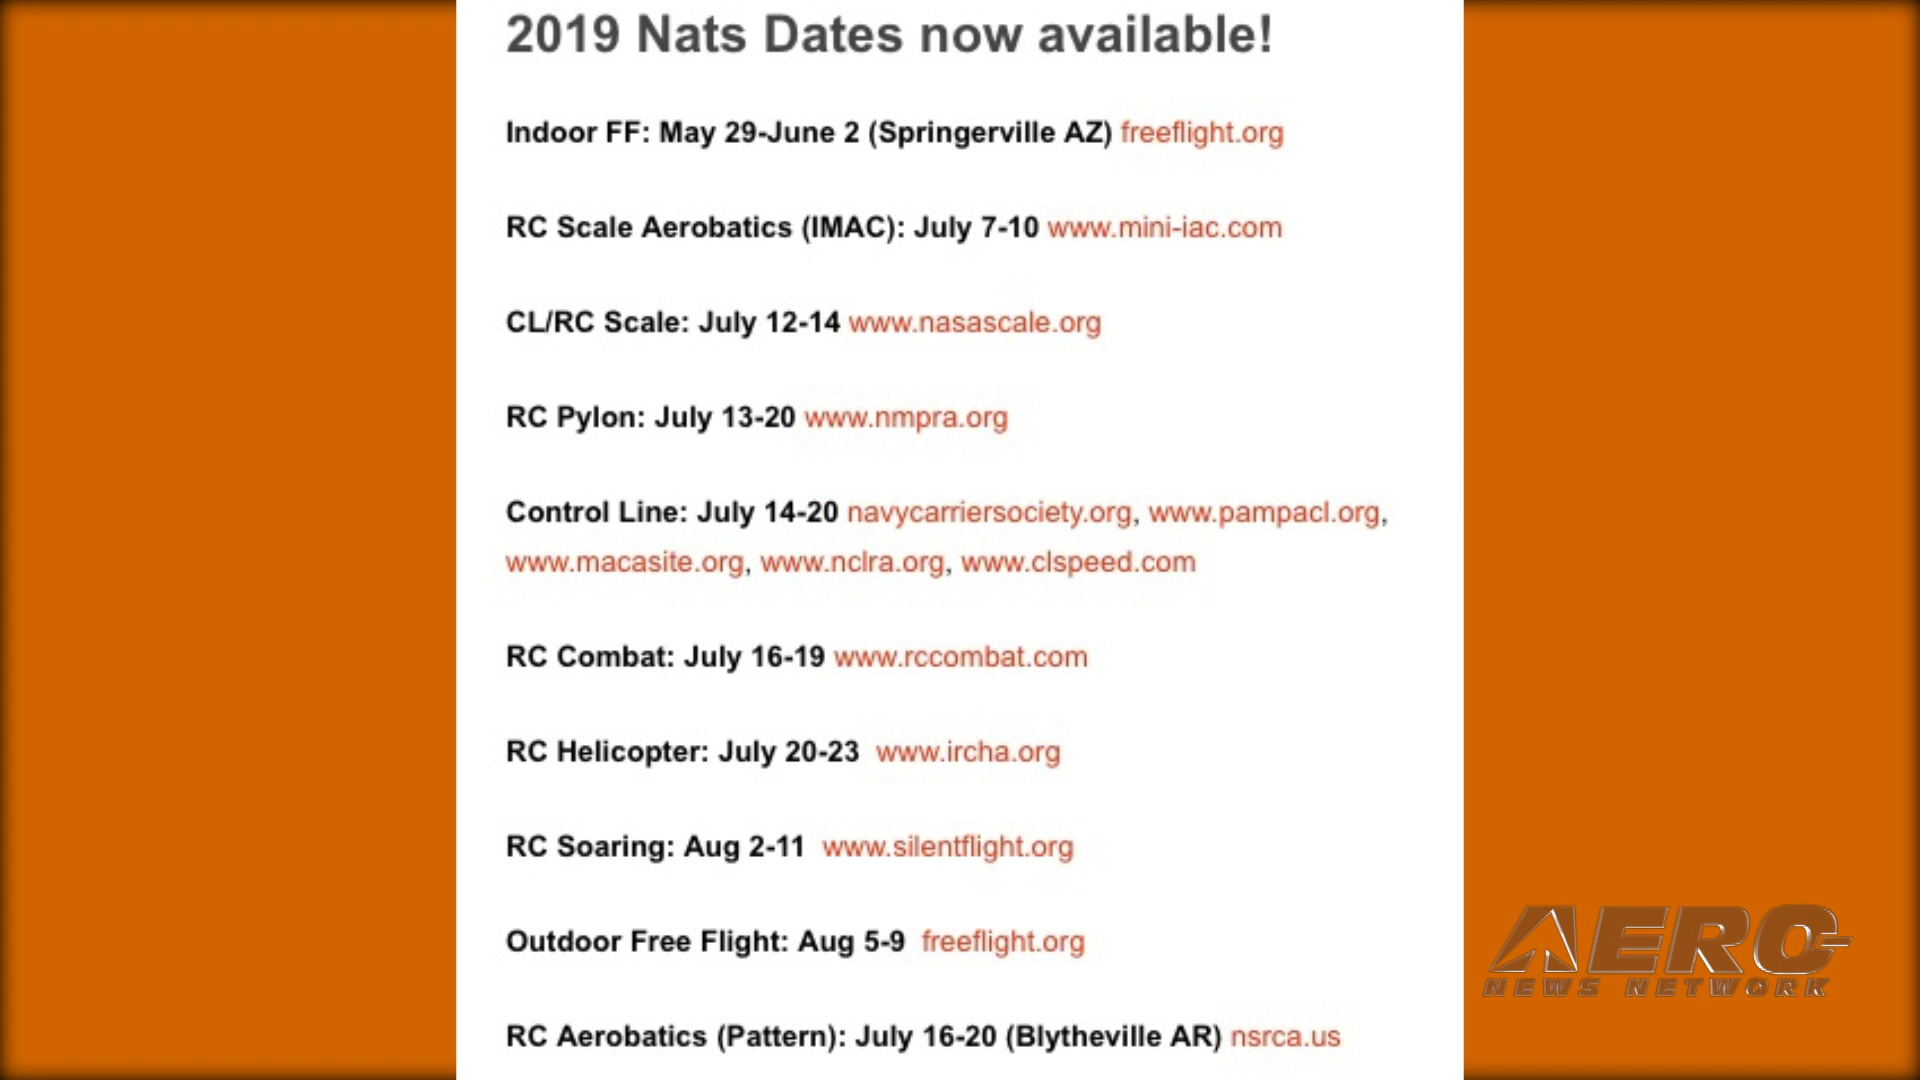 2019 Nats Dates now available!
Indoor FF: May 29-June 2 (Springerville AZ) freeflight.org
RC Scale Aerobatics (IMAC): July 7-10 www.mini-iac.com
CL/RC Scale: July 12-14 www.nasascale.org
RC Pylon: July 13-20 www.nmpra.org
Control Line: July 14-20 navycarriersociety.org, www.pampacl.org,
www.macasite.org, www.nclra.org, www.clspeed.com
RC Combat: July 16-19 www.rccombat.com
RC Helicopter: July 20-23 www.ircha.org
RC Soaring: Aug 2-11 www.silentflight.org
Outdoor Free Flight: Aug 5-9 freeflight.org
RC Aerobatics (Pattern): July 16-20 (Blytheville AR) nsrca.us
AERO-
NEWS NETWORK